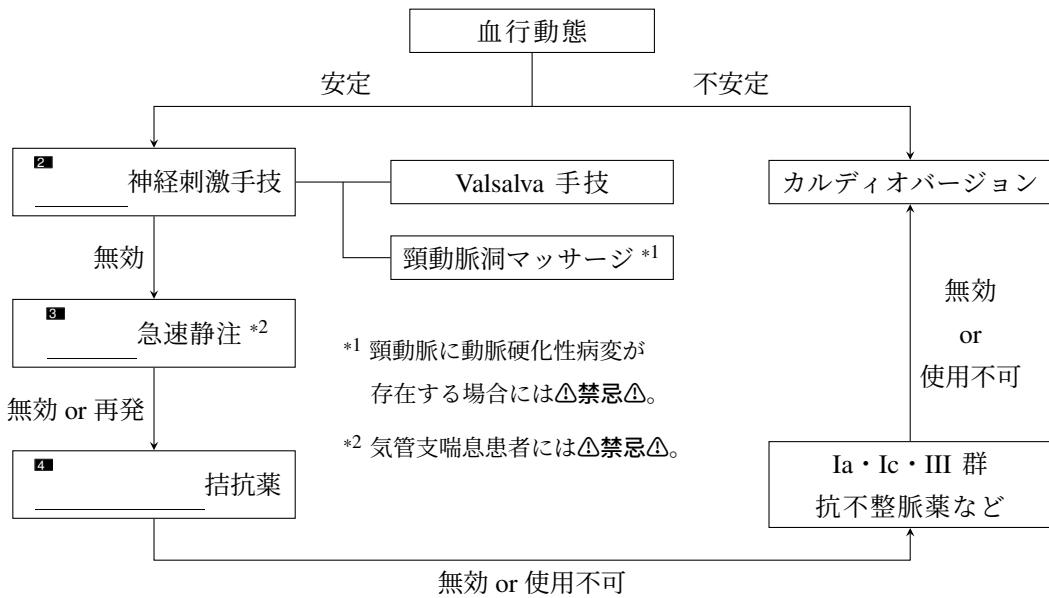 血行動態
安定
不安定
2
神経刺激手技
Valsalva 手技
カルディオバージョン
頸動脈洞マッサージ *1
無効
3
急速静注 *2
*1 頸動脈に動脈硬化性病変が
存在する場合には⚠禁忌⚠。
*2 気管支喘息患者には⚠禁忌⚠。
無効
or
使用不可
無効 or 再発
4
拮抗薬
Ia・Ic・III 群
抗不整脈薬など
無効 or 使用不可